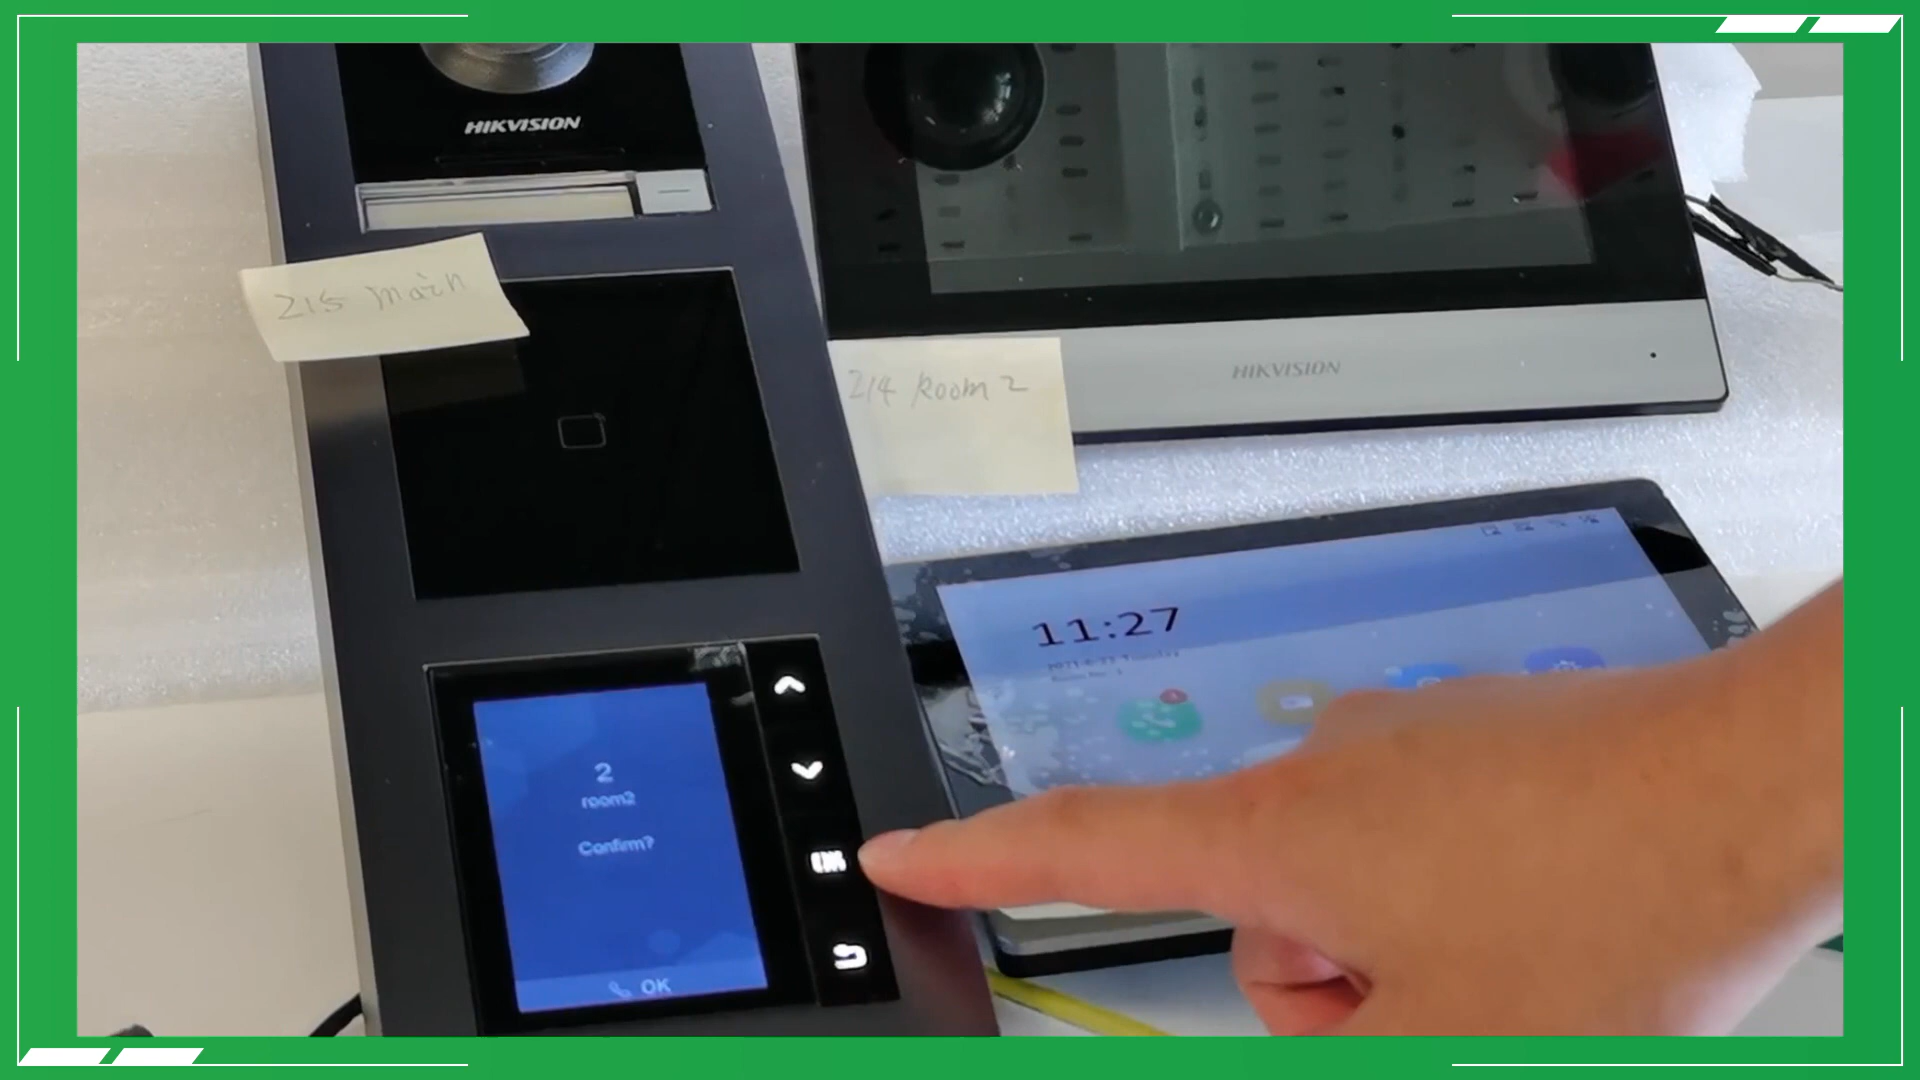 HIKVISION
215 main
HIKVISION
214 Room 2
11:27
2
room2
Confirm?
OK